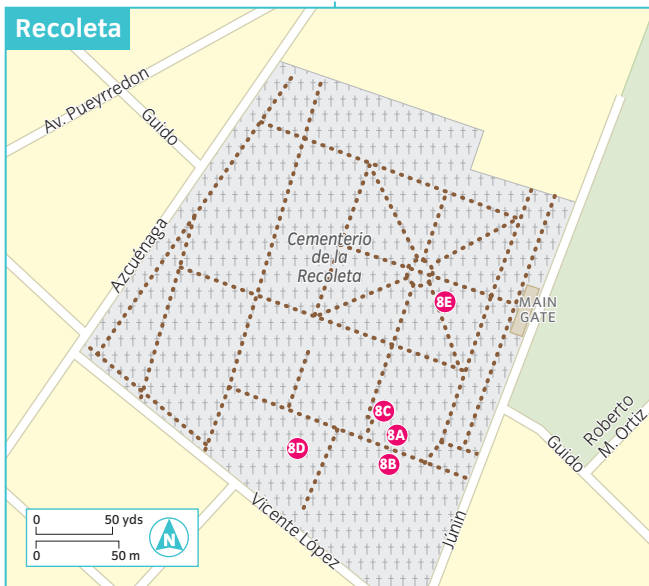 Recoleta
Av. Pueyrredon
Guido
Azcuénaga
Cementerio
de la
Recoleta
8E
MAIN
GATE
8C
8A
8D
8B
Roberto
M. Ortiz
Guido
Vicente López
Júnin
0 50 yds
0 50 m
N